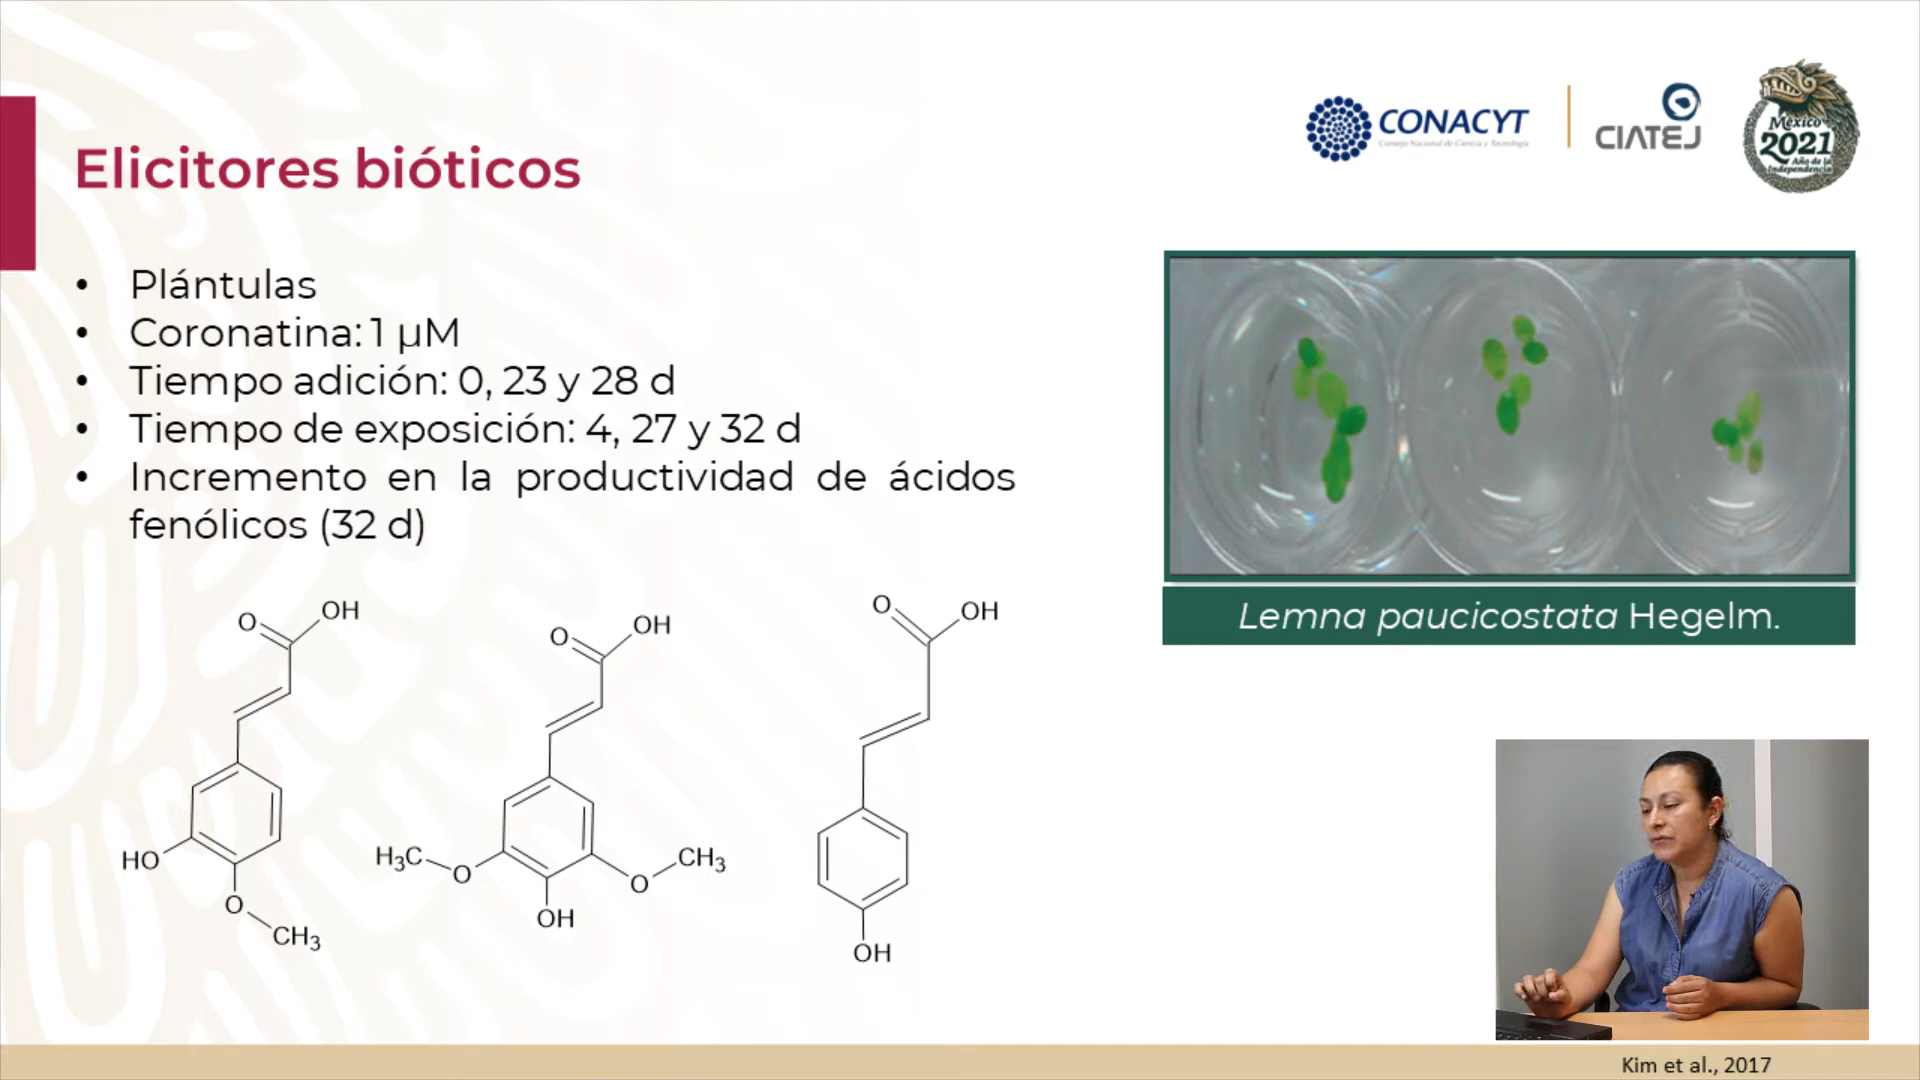 CONACYT
Consejo Nacional de Ciencia y Tecnología
CIATEJ
México
2021
Año de la
Independencia
Elicitores bióticos
• Plántulas
• Coronatina: 1 µM
• Tiempo adición: 0, 23 y 28 d
• Tiempo de exposición: 4, 27 y 32 d
• Incremento en la productividad de ácidos
fenólicos (32 d)
Lemna paucicostata Hegelm.
O OH
HO
O
CH3
O OH
H3C O
O CH3
OH
O OH
OH
Kim et al., 2017